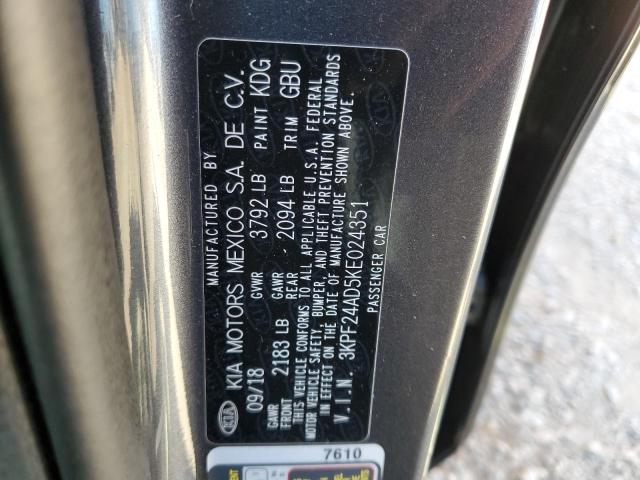 MANUFACTURED BY
KIA KIA MOTORS MEXICO S.A. DE C.V.
09/18 GVWR 3792 LB PAINT KDG
GAWR FRONT 2183 LB GAWR REAR 2094 LB TRIM GBU
THIS VEHICLE CONFORMS TO ALL APPLICABLE U.S.A. FEDERAL
MOTOR VEHICLE SAFETY, BUMPER, AND THEFT PREVENTION STANDARDS
IN EFFECT ON THE DATE OF MANUFACTURE SHOWN ABOVE.
V.I.N 3KPF24AD5KE024351
PASSENGER CAR
7610